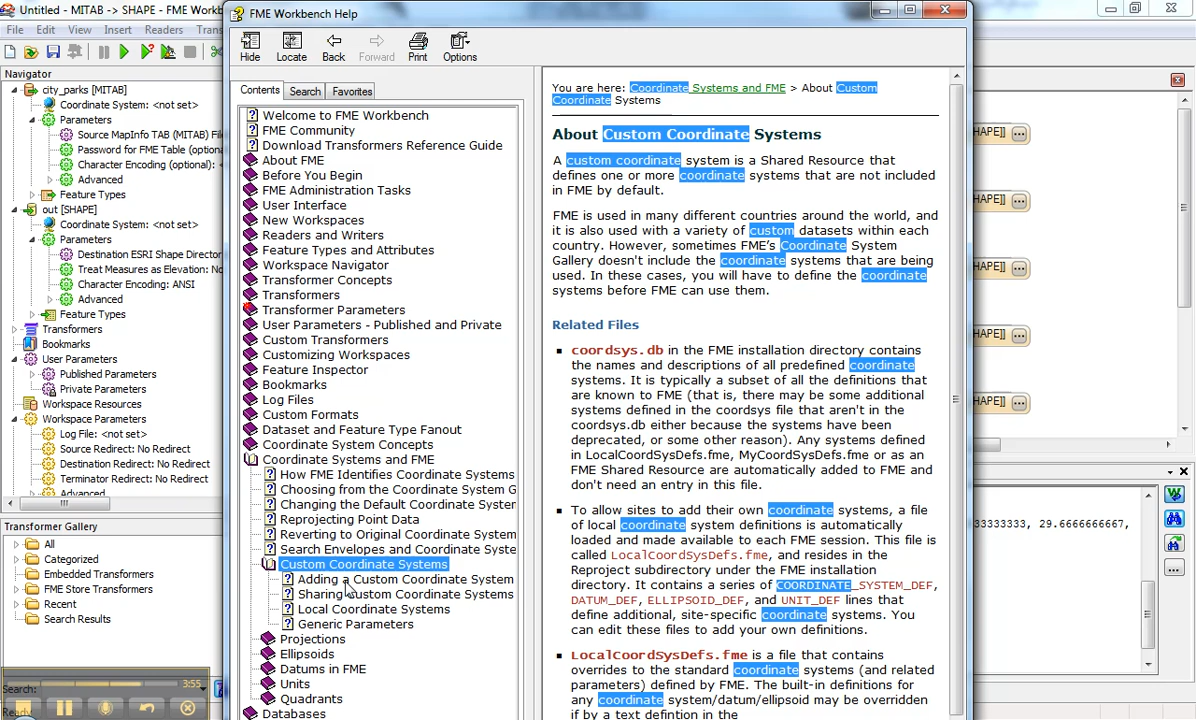 Untitled - MITAB -> SHAPE - FME Workb
File Edit View Insert Readers Trans
Navigator
city_parks [MITAB]
Coordinate System: <not set>
Parameters
Source MapInfo TAB (MITAB) Fil
Password for FME Table (optiona
Character Encoding (optional):
Advanced
Feature Types
out [SHAPE]
Coordinate System: <not set>
Parameters
Destination ESRI Shape Director
Treat Measures as Elevation: No
Character Encoding: ANSI
Advanced
Feature Types
Transformers
Bookmarks
User Parameters
Published Parameters
Private Parameters
Workspace Resources
Workspace Parameters
Log File: <not set>
Source Redirect: No Redirect
Destination Redirect: No Redirect
Terminator Redirect: No Redirect
Advanced
Transformer Gallery
All
Categorized
Embedded Transformers
FME Store Transformers
Recent
Search Results
3:55
Search:
FME Workbench Help
Hide Locate Back Forward Print Options
Contents Search Favorites
Welcome to FME Workbench
FME Community
Download Transformers Reference Guide
About FME
Before You Begin
FME Administration Tasks
User Interface
New Workspaces
Readers and Writers
Feature Types and Attributes
Workspace Navigator
Transformer Concepts
Transformers
Transformer Parameters
User Parameters - Published and Private
Custom Transformers
Customizing Workspaces
Feature Inspector
Bookmarks
Log Files
Custom Formats
Dataset and Feature Type Fanout
Coordinate System Concepts
Coordinate Systems and FME
How FME Identifies Coordinate Systems
Choosing from the Coordinate System G
Changing the Default Coordinate System
Reprojecting Point Data
Reverting to Original Coordinate System
Search Envelopes and Coordinate Syste
Custom Coordinate Systems
Adding a Custom Coordinate System
Sharing Custom Coordinate Systems
Local Coordinate Systems
Generic Parameters
Projections
Ellipsoids
Datums in FME
Units
Quadrants
Databases
You are here: Coordinate Systems and FME > About Custom
Coordinate Systems
About Custom Coordinate Systems
A custom coordinate system is a Shared Resource that
defines one or more coordinate systems that are not included
in FME by default.
FME is used in many different countries around the world, and
it is also used with a variety of custom datasets within each
country. However, sometimes FME's Coordinate System
Gallery doesn't include the coordinate systems that are being
used. In these cases, you will have to define the coordinate
systems before FME can use them.
Related Files
coordsys.db in the FME installation directory contains
the names and descriptions of all predefined coordinate
systems. It is typically a subset of all the definitions that
are known to FME (that is, there may be some additional
systems defined in the coordsys file that aren't in the
coordsys.db either because the systems have been
deprecated, or some other reason). Any systems defined
in LocalCoordSysDefs.fme, MyCoordSysDefs.fme or as an
FME Shared Resource are automatically added to FME and
don't need an entry in this file.
To allow sites to add their own coordinate systems, a file
of local coordinate system definitions is automatically
loaded and made available to each FME session. This file is
called LocalCoordSysDefs.fme, and resides in the
Reproject subdirectory under the FME installation
directory. It contains a series of COORDINATE_SYSTEM_DEF,
DATUM_DEF, ELLIPSOID_DEF, and UNIT_DEF lines that
define additional, site-specific coordinate systems. You
can edit these files to add your own definitions.
LocalCoordSysDefs.fme is a file that contains
overrides to the standard coordinate systems (and related
parameters) defined by FME. The built-in definitions for
any coordinate system/datum/ellipsoid may be overridden
if by a text defintion in the
HAPE]] ...
HAPE]] ...
HAPE]] ...
HAPE]] ...
HAPE]] ...
333333333, 29.6666666667,